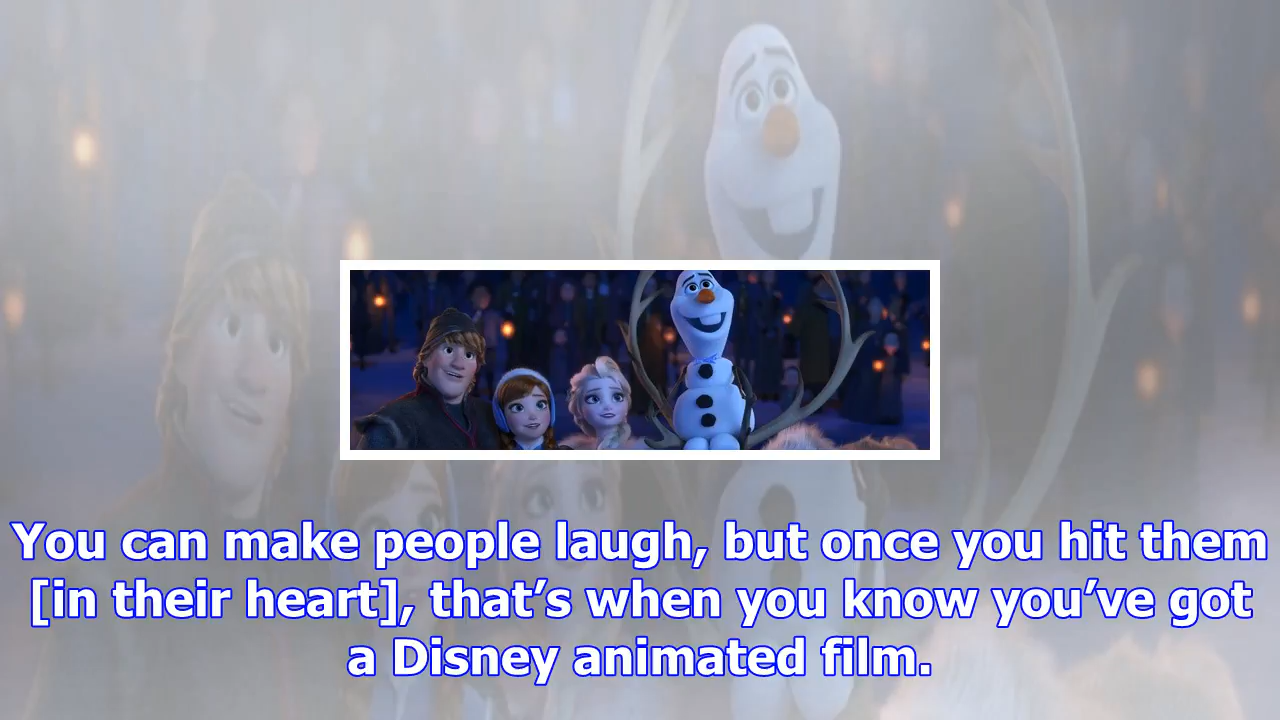 You can make people laugh, but once you hit them
[in their heart], that’s when you know you’ve got
a Disney animated film.